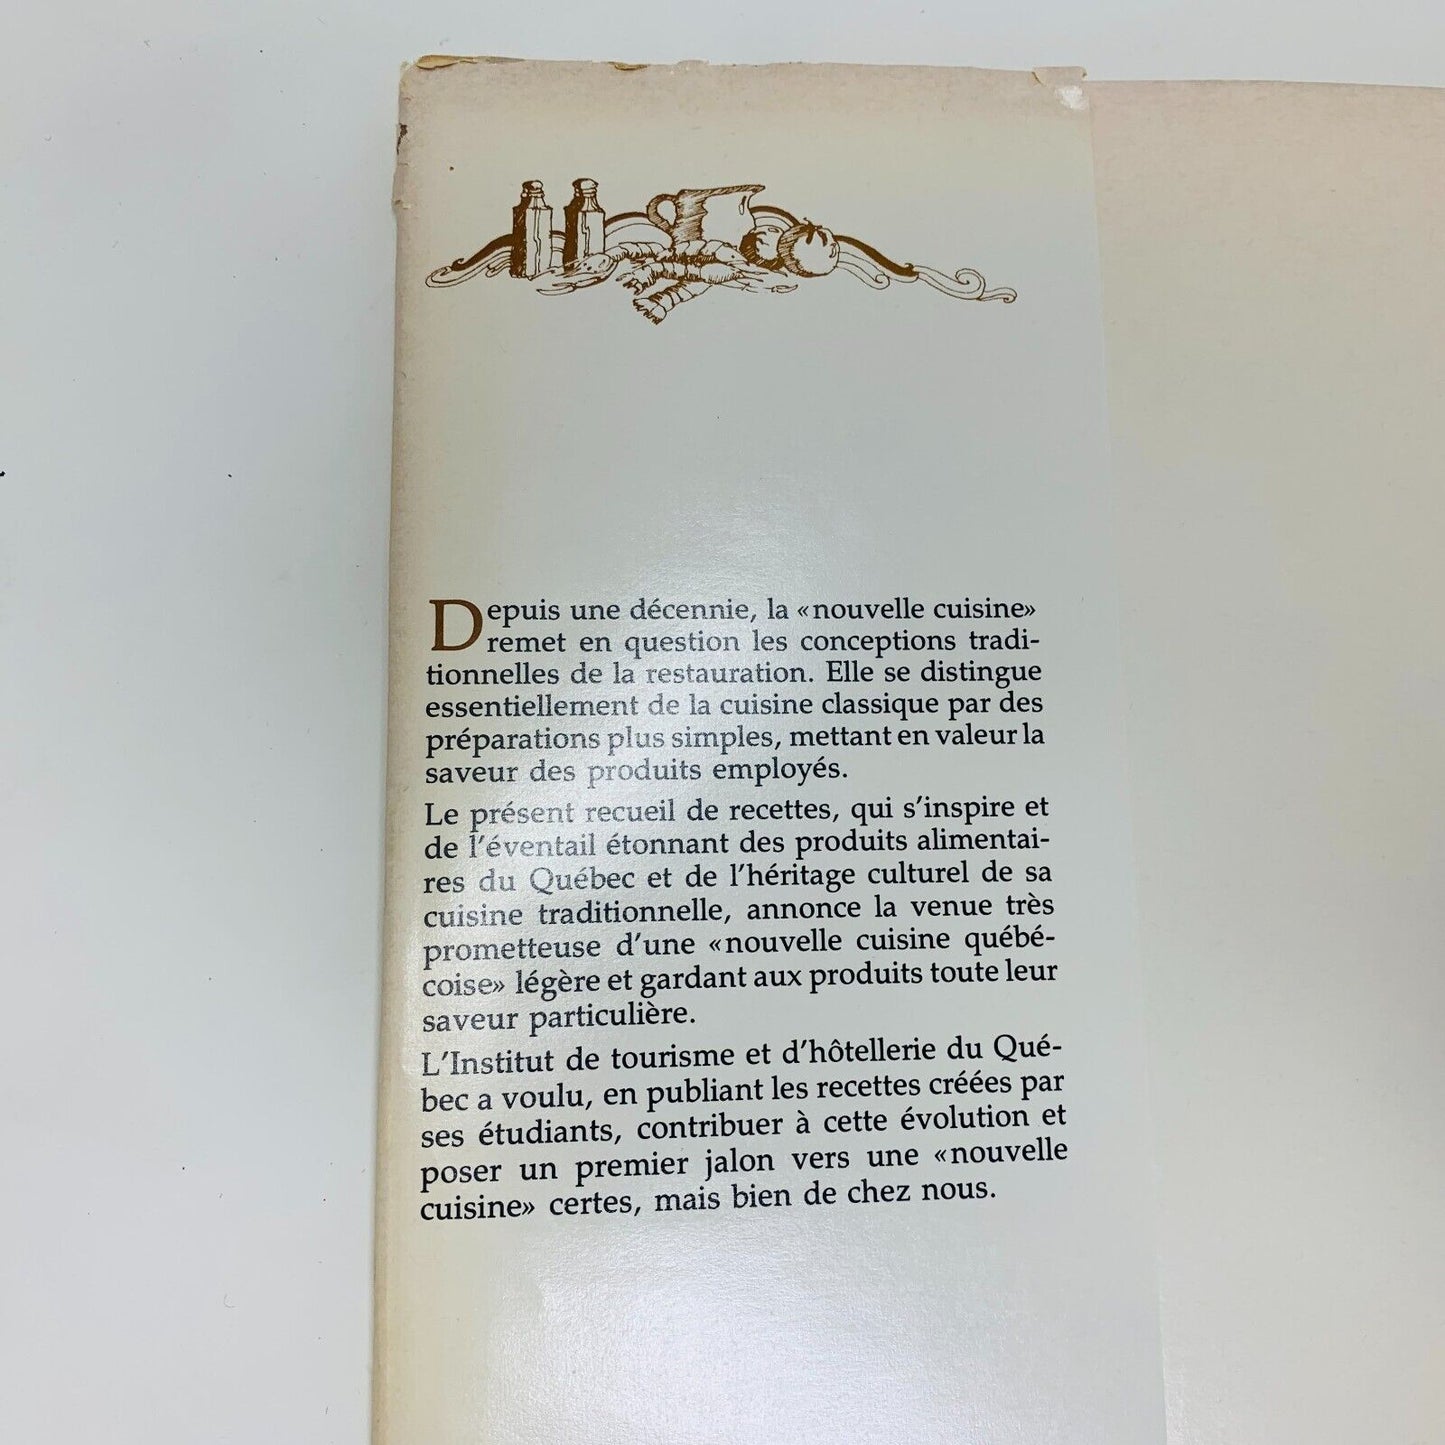 Depuis une décennie, la «nouvelle cuisine»
remet en question les conceptions tradi-
tionnelles de la restauration. Elle se distingue
essentiellement de la cuisine classique par des
préparations plus simples, mettant en valeur la
saveur des produits employés.
Le présent recueil de recettes, qui s'inspire et
de l'éventail étonnant des produits alimentai-
res du Québec et de l'héritage culturel de sa
cuisine traditionnelle, annonce la venue très
prometteuse d'une «nouvelle cuisine québé-
coise» légère et gardant aux produits toute leur
saveur particulière.
L'Institut de tourisme et d'hôtellerie du Qué-
bec a voulu, en publiant les recettes créées par
ses étudiants, contribuer à cette évolution et
poser un premier jalon vers une «nouvelle
cuisine» certes, mais bien de chez nous.